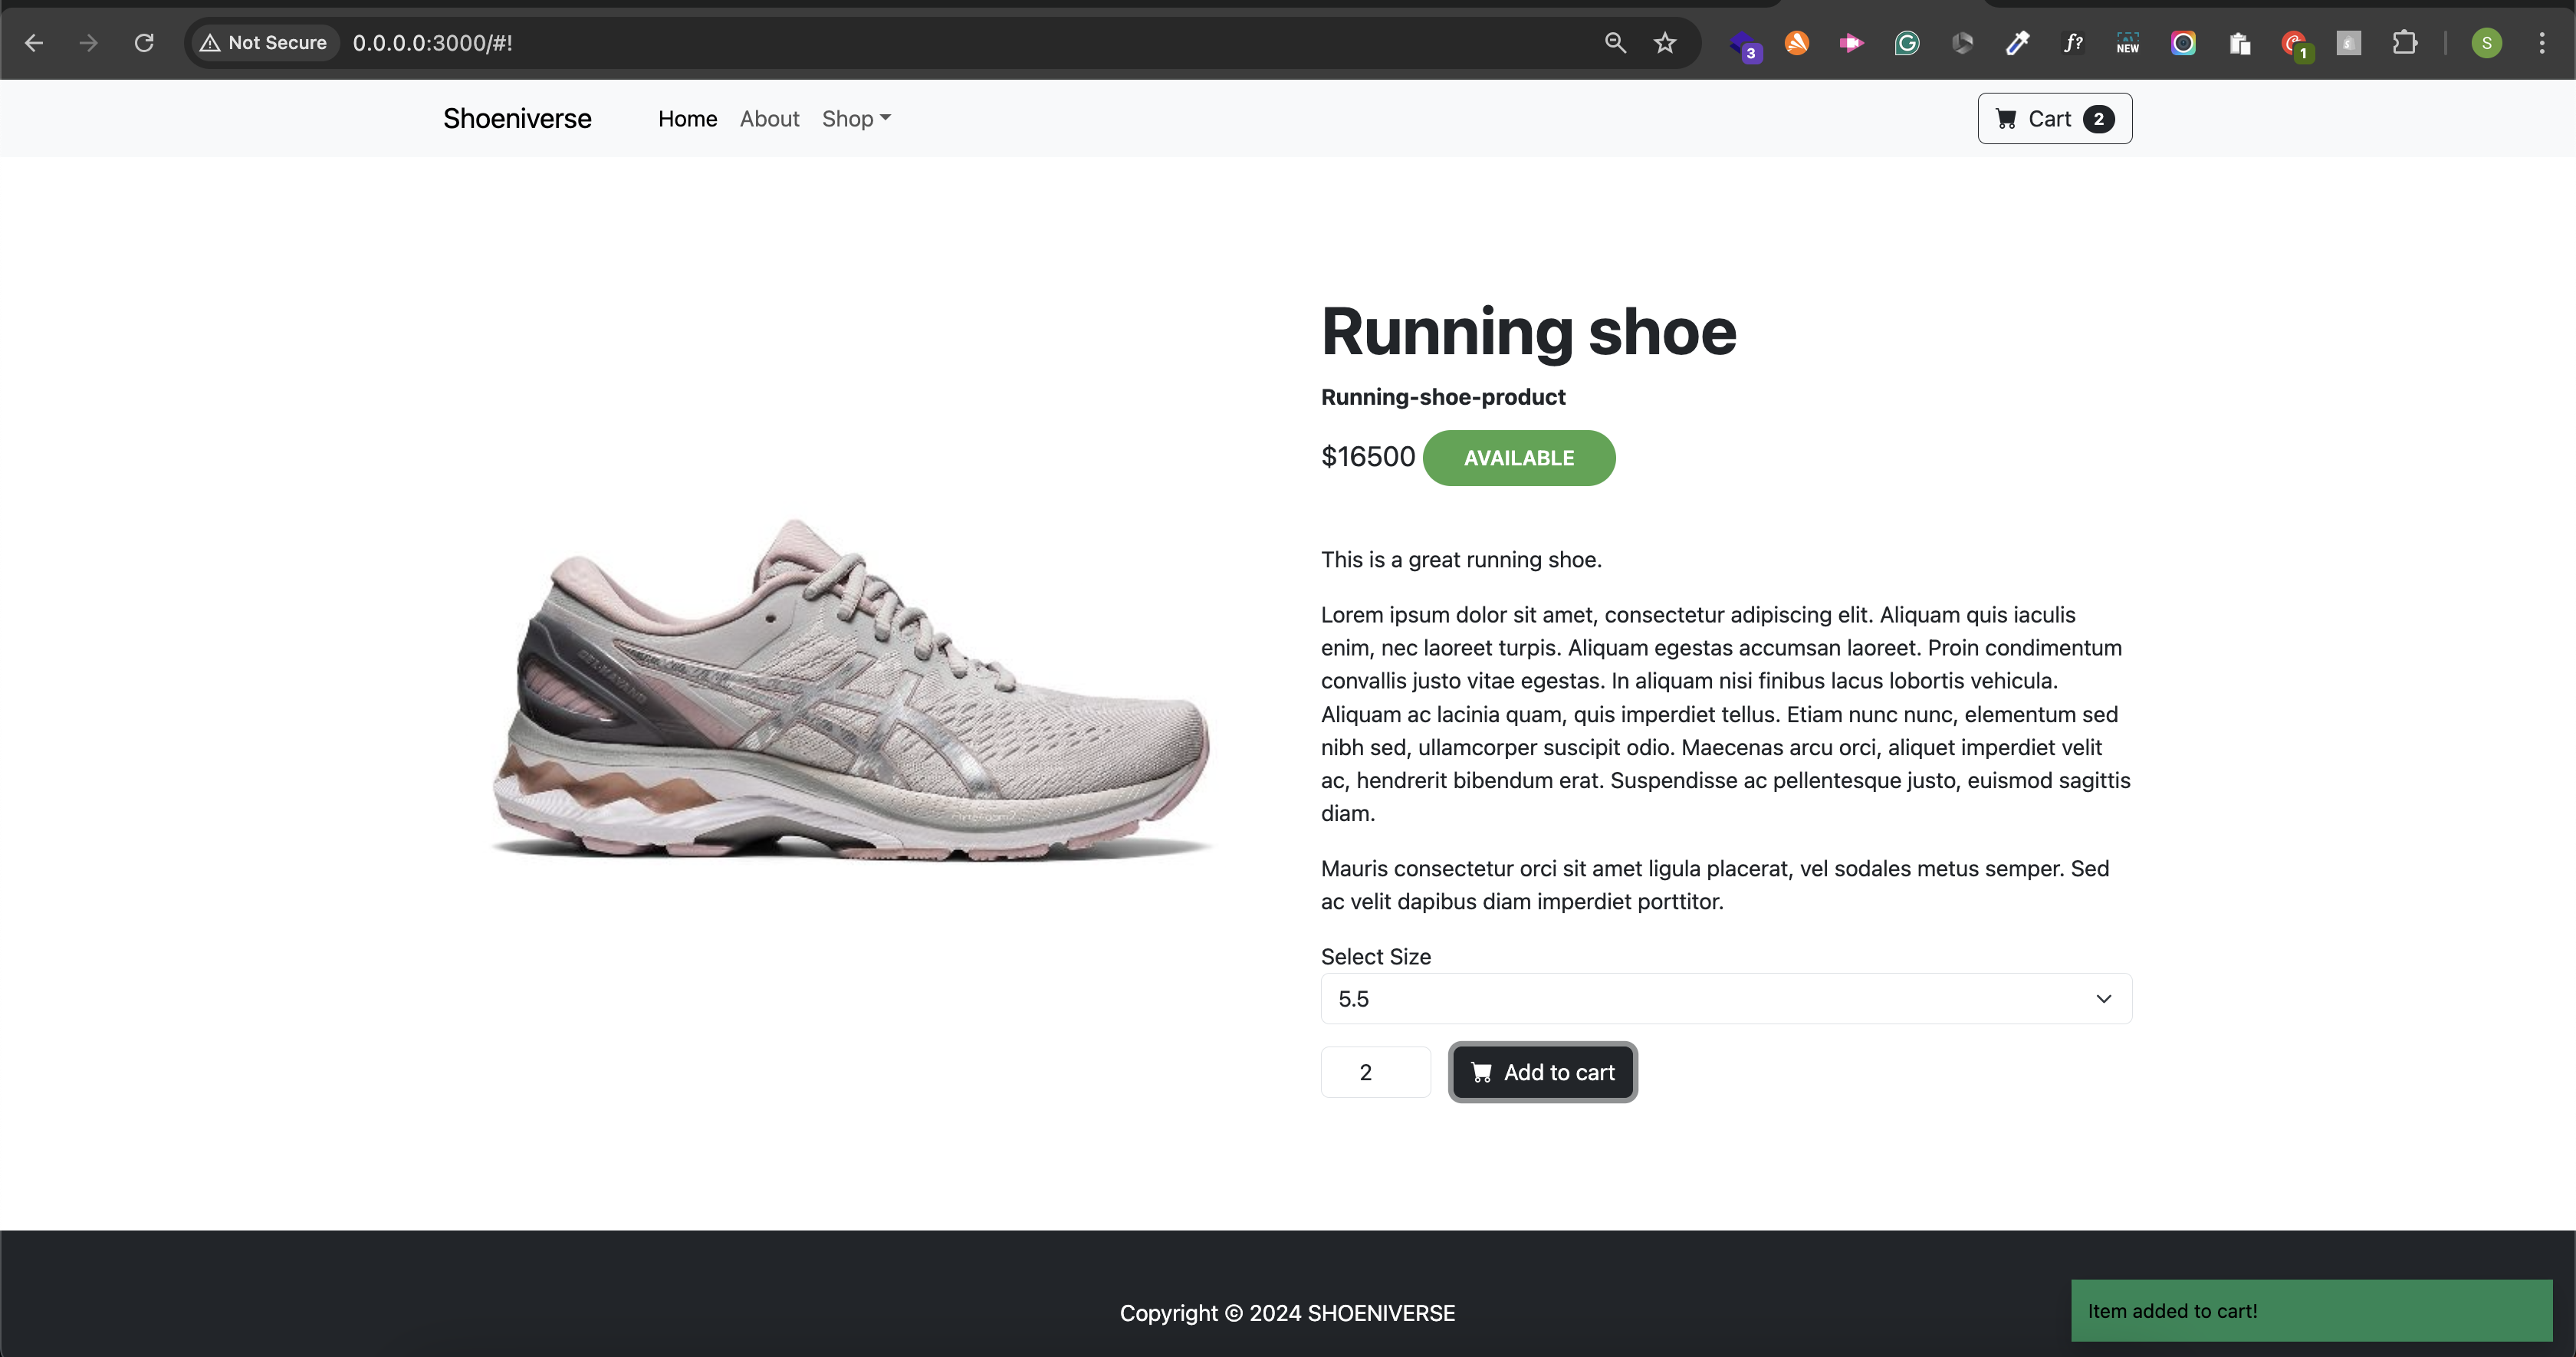 Not Secure 0.0.0.0:3000/#!
3
f?
NEW
1
S
Shoeniverse Home About Shop Cart 2
Running shoe
Running-shoe-product
$16500 AVAILABLE
This is a great running shoe.
Lorem ipsum dolor sit amet, consectetur adipiscing elit. Aliquam quis iaculis
enim, nec laoreet turpis. Aliquam egestas accumsan laoreet. Proin condimentum
convallis justo vitae egestas. In aliquam nisi finibus lacus lobortis vehicula.
Aliquam ac lacinia quam, quis imperdiet tellus. Etiam nunc nunc, elementum sed
nibh sed, ullamcorper suscipit odio. Maecenas arcu orci, aliquet imperdiet velit
ac, hendrerit bibendum erat. Suspendisse ac pellentesque justo, euismod sagittis
diam.
Mauris consectetur orci sit amet ligula placerat, vel sodales metus semper. Sed
ac velit dapibus diam imperdiet porttitor.
GEL-KAYANO
Select Size
5.5
2 Add to cart
Copyright © 2024 SHOENIVERSE
Item added to cart!